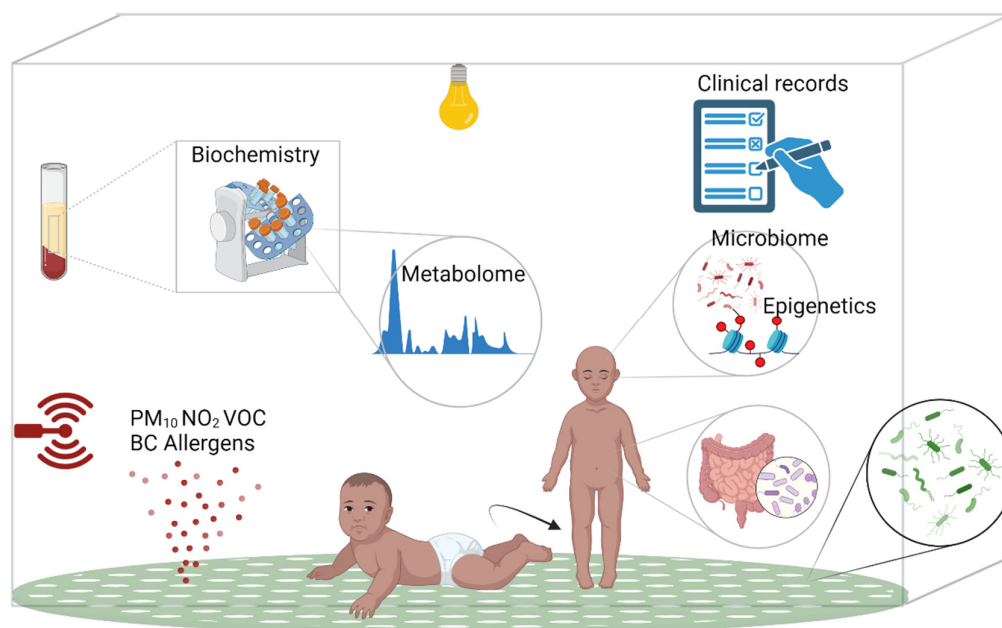 Clinical records
Biochemistry
Microbiome
Metabolome
Epigenetics
PM₁₀ NO₂ VOC
BC Allergens